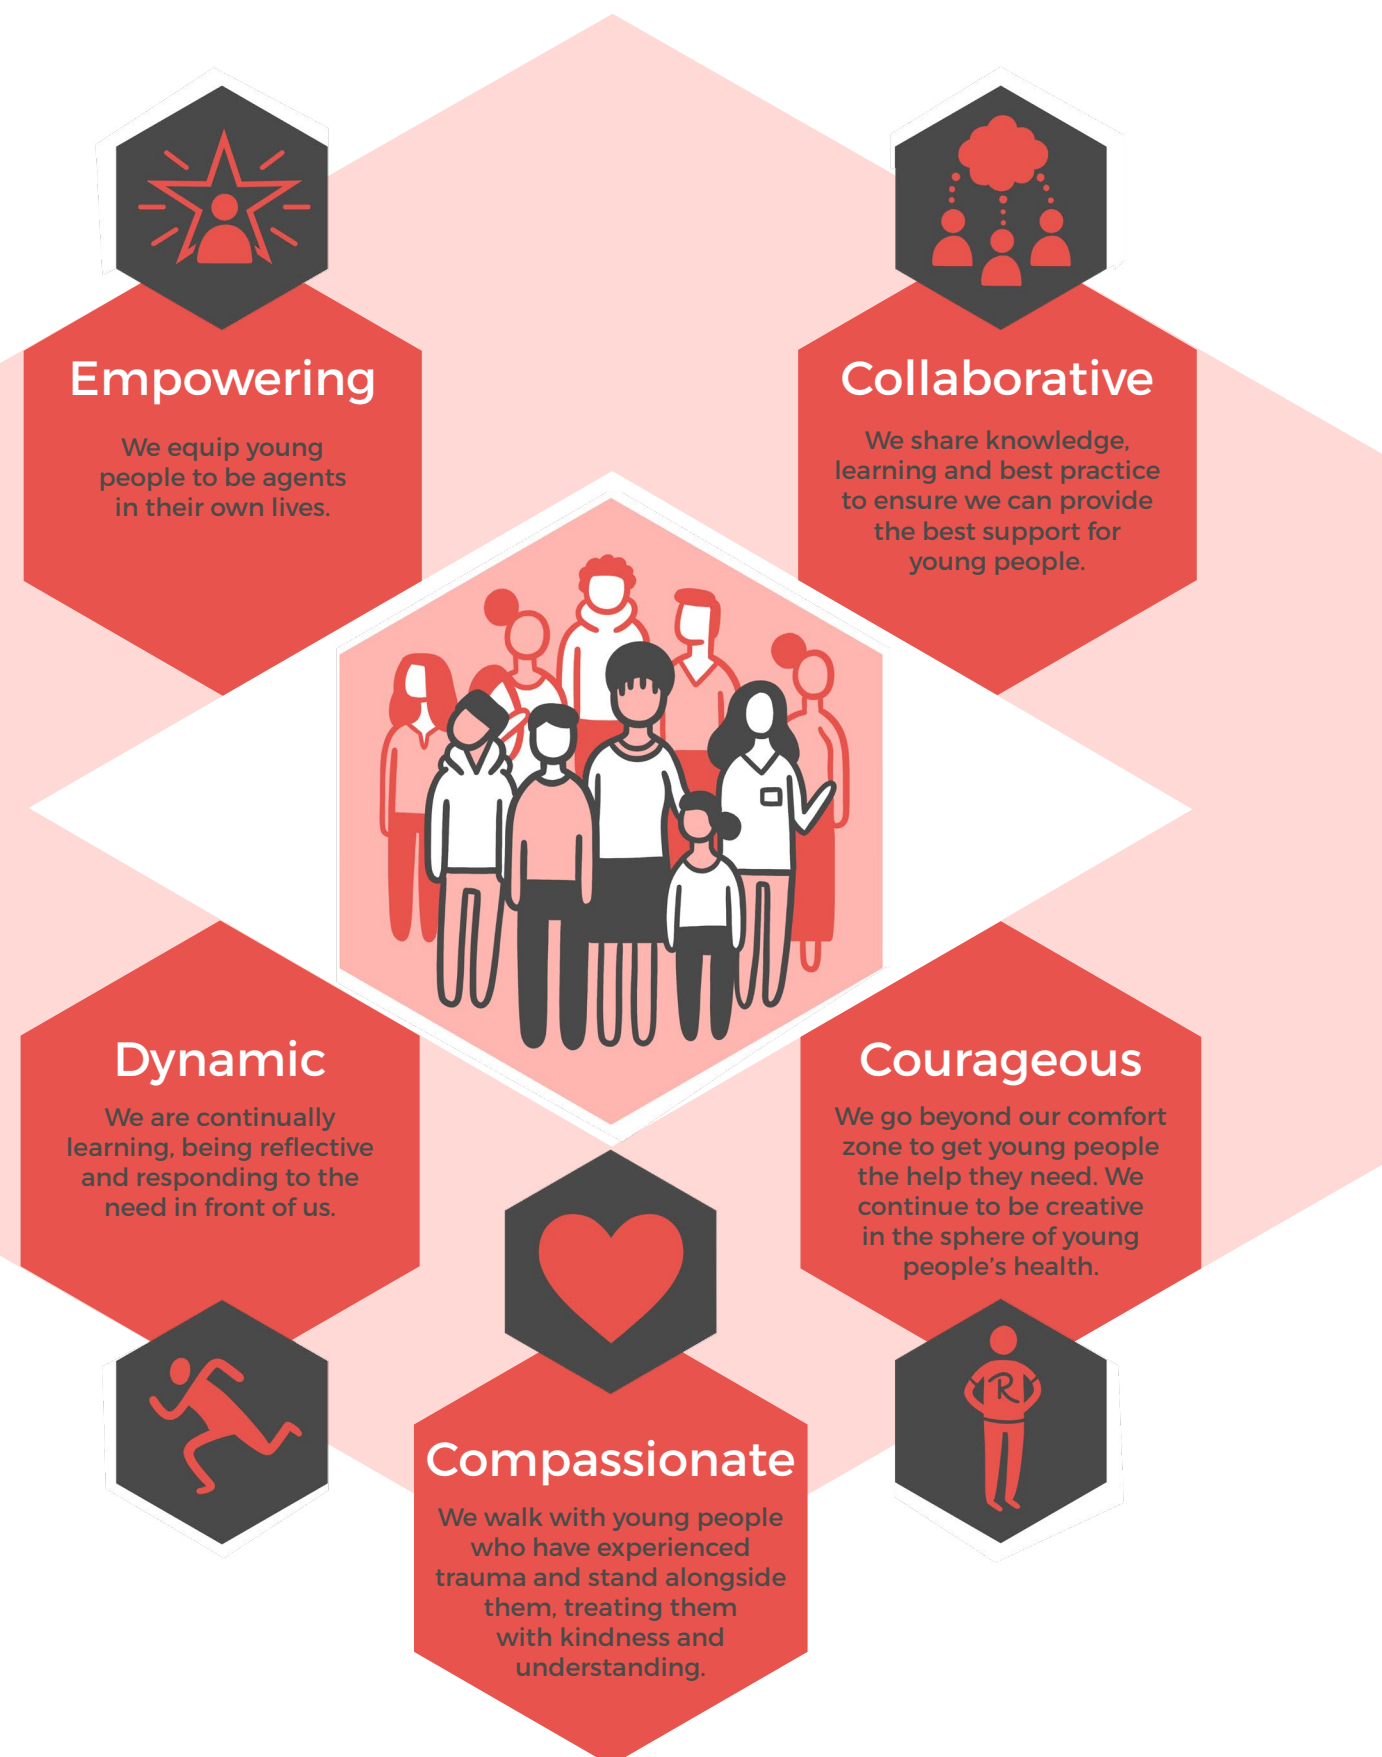 Empowering
We equip young
people to be agents
in their own lives.
Collaborative
We share knowledge,
learning and best practice
to ensure we can provide
the best support for
young people.
Dynamic
We are continually
learning, being reflective
and responding to the
need in front of us.
Courageous
We go beyond our comfort
zone to get young people
the help they need. We
continue to be creative
in the sphere of young
people’s health.
R
Compassionate
We walk with young people
who have experienced
trauma and stand alongside
them, treating them
with kindness and
understanding.